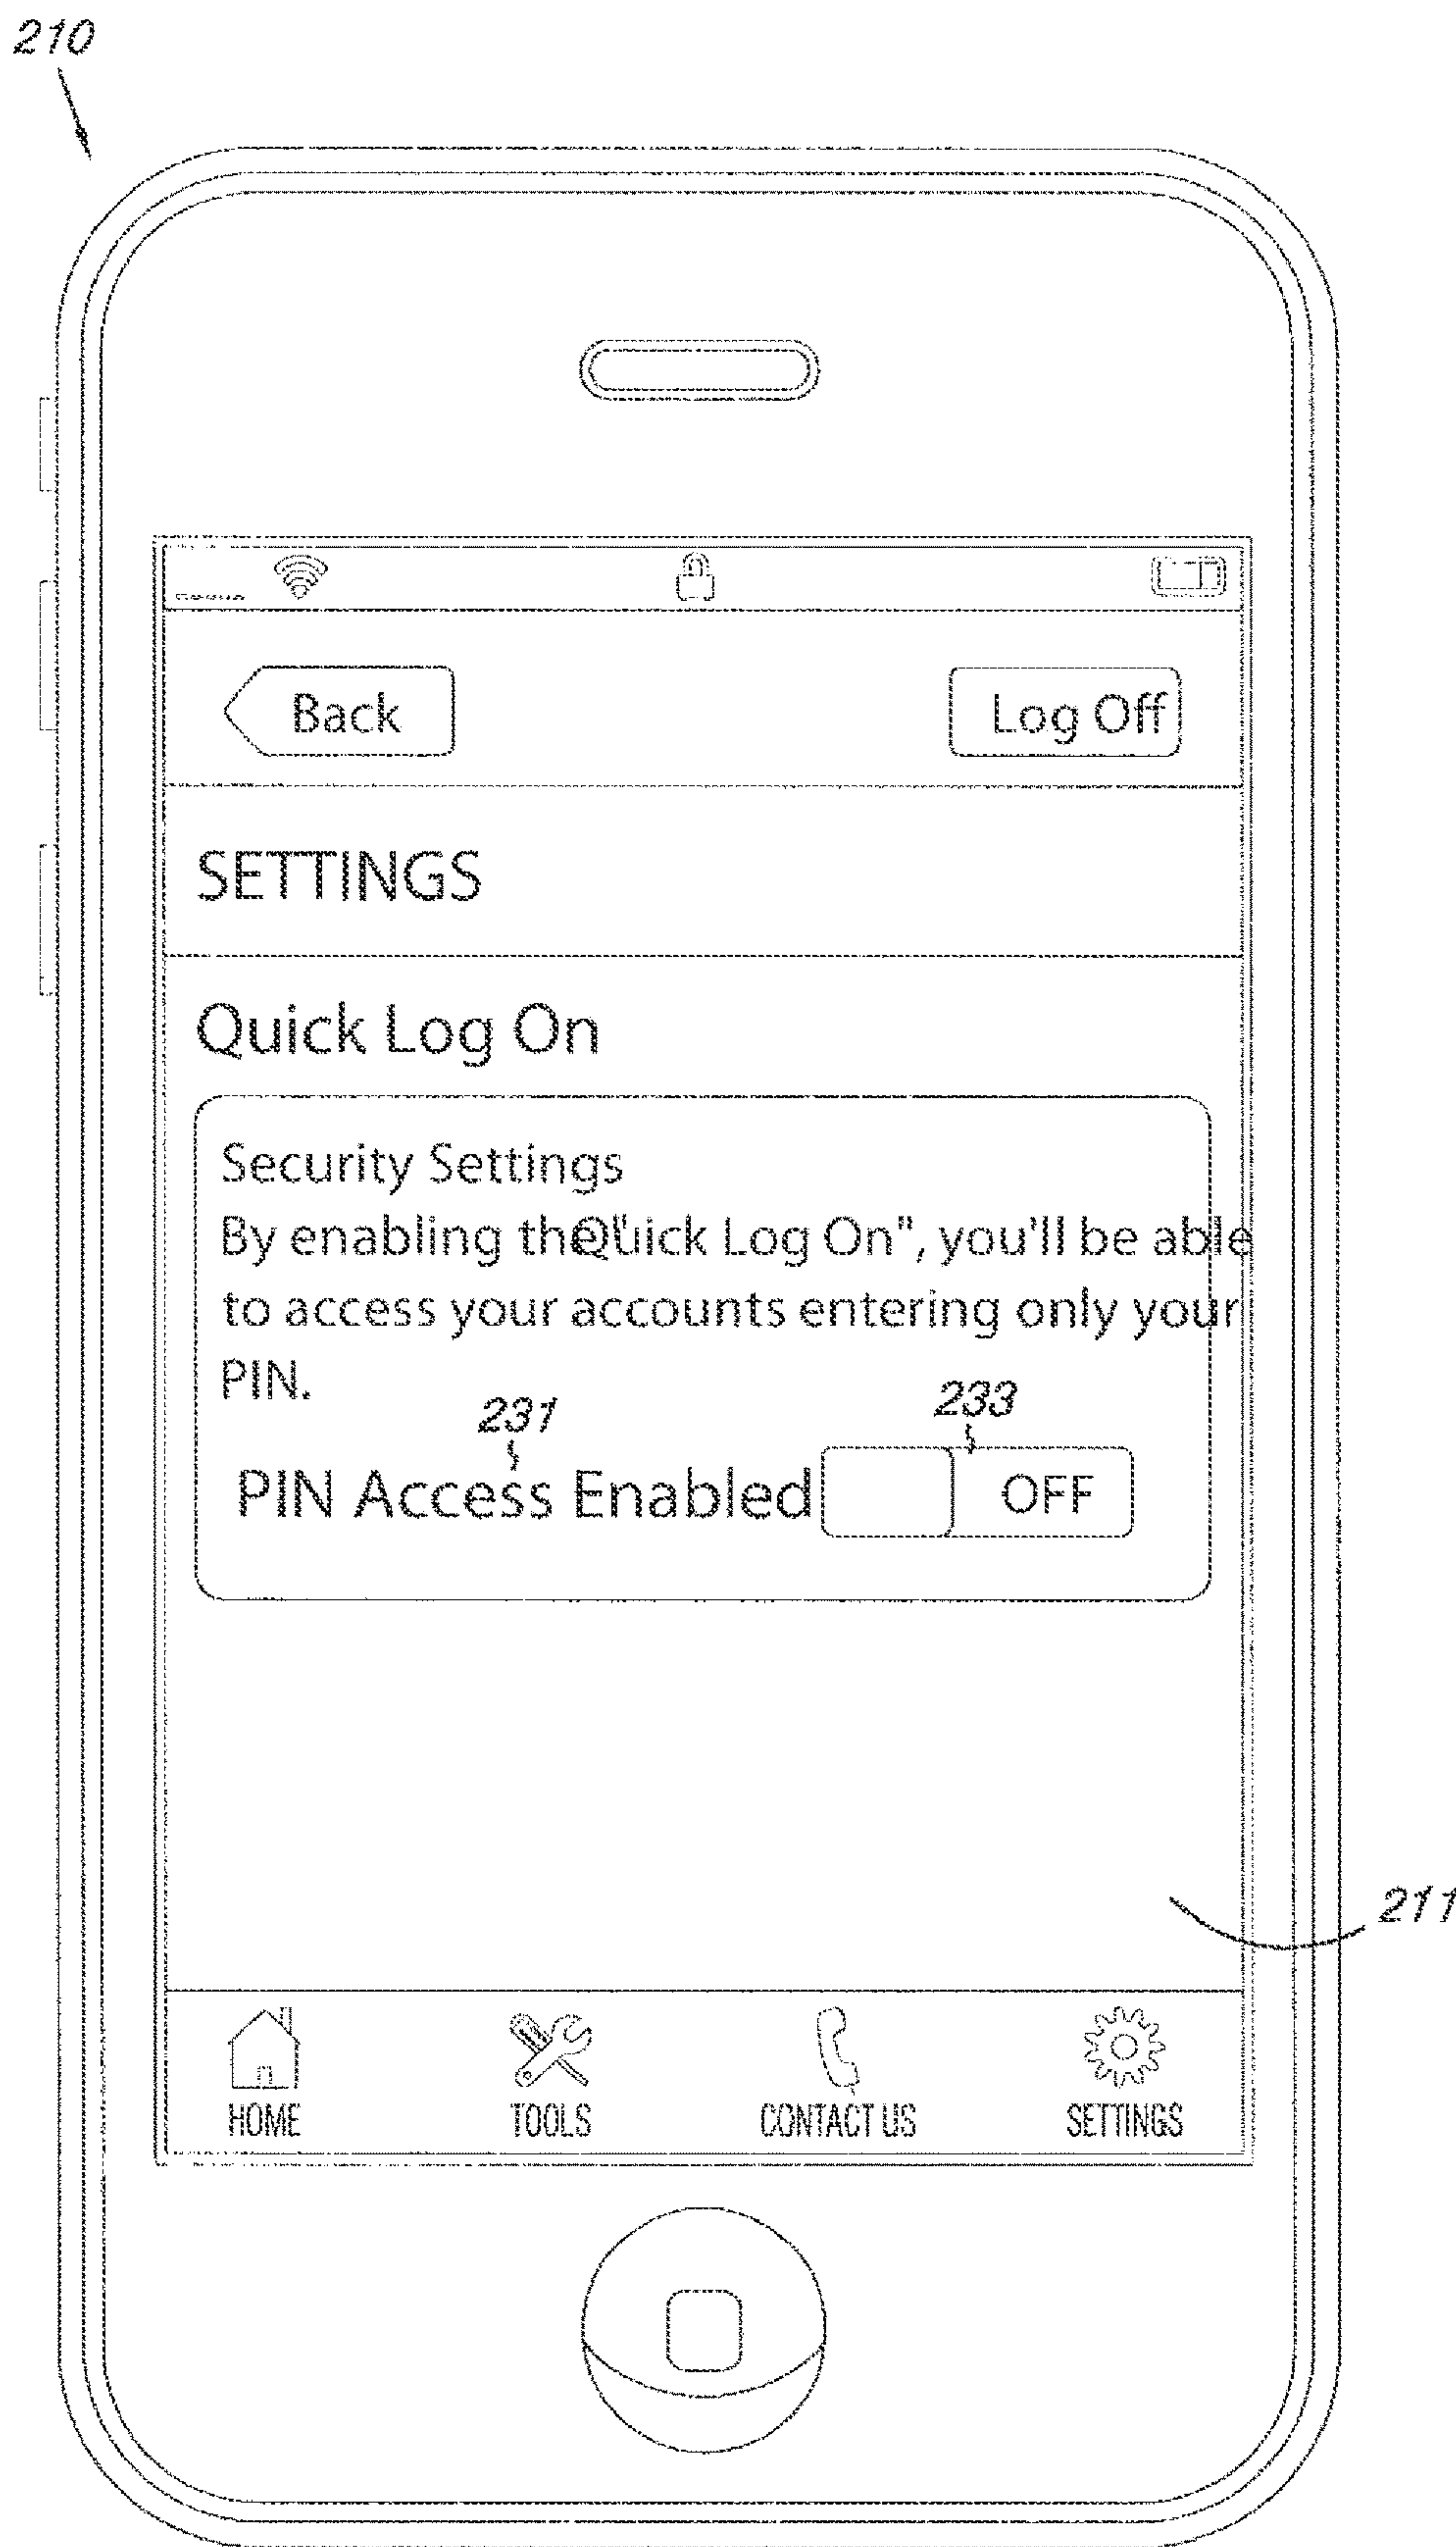 210
Back
Log Off
SETTINGS
Quick Log On
Security Settings
By enabling the "Quick Log On", you'll be able
to access your accounts entering only your
PIN.
231
233
PIN Access Enabled
OFF
211
HOME
TOOLS
CONTACT US
SETTINGS